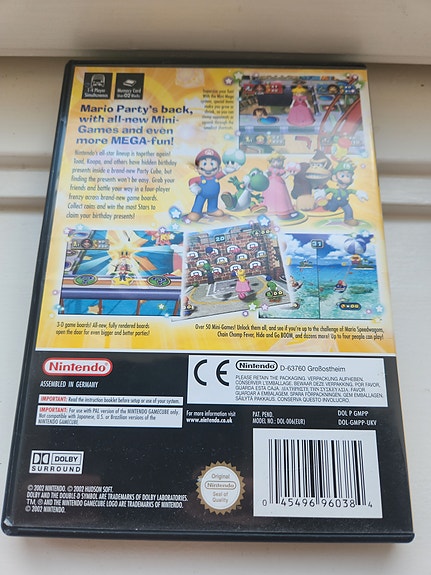 1-4 Player
Simultaneous
Memory Card
Mario Party's back,
with all-new Mini-
Games and even
more MEGA-fun!
Nintendo's all-star lineup is together again!
Toad, Koopa, and others have hidden birthday
presents inside a brand-new Party Cube, but
finding the presents won't be easy. Grab your
friends and battle your way in a four-player
frenzy across brand-new game boards.
Collect coins and win the most Stars to
claim your birthday presents!
With the Mini Mega
3-D game boards! All-new, fully rendered boards
open the door for even bigger and better parties!
Over 50 Mini-Games! Unlock them all, and see if you're up to the challenge of Mario Speedwagons,
Chain Chomp Fever, Hide and Go BOOM, and dozens more! Up to four people can play!
Nintendo
ASSEMBLED IN GERMANY
IMPORTANT: Read the instruction booklet before setup or use of your system.
IMPORTANT: For use with PAL version of the NINTENDO GAMECUBE only.
Not compatible with Japanese, U.S. or Brazilian versions of the
NINTENDO GAMECUBE.
CE
Nintendo D-63760 Großostheim
PLEASE RETAIN THE PACKAGING. VERPACKUNG AUFHEBEN.
CONSERVER L'EMBALLAGE. BEWAAR DEZE VERPAKKING. POR FAVOR,
GUARDA ESTA CAJA.
For more information visit
www.nintendo.co.uk
PAT. PEND.
MODEL NO.: DOL-006(EUR)
DOL P GMPP
DOL-GMPP-UKV
DOLBY
SURROUND
Original
Nintendo
Seal of
Quality
0 45496 96038 4
© 2002 NINTENDO. © 2002 HUDSON SOFT.
DOLBY AND THE DOUBLE-D SYMBOL ARE TRADEMARKS OF DOLBY LABORATORIES.
TM, ® AND THE NINTENDO GAMECUBE LOGO ARE TRADEMARKS OF NINTENDO.
© 2002 NINTENDO.